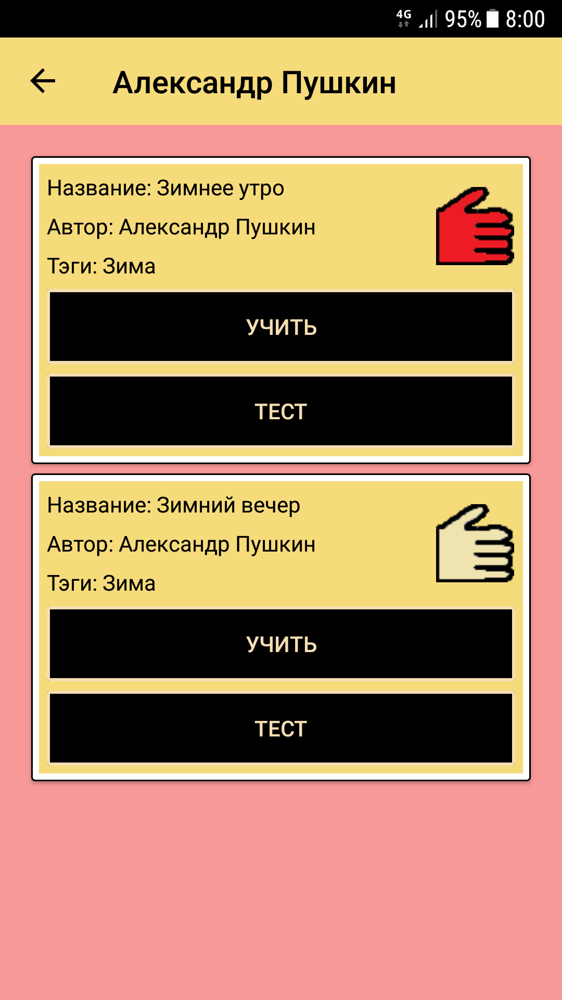 4G 95% 8:00
Александр Пушкин
Название: Зимнее утро
Автор: Александр Пушкин
Тэги: Зима
УЧИТЬ
ТЕСТ
Название: Зимний вечер
Автор: Александр Пушкин
Тэги: Зима
УЧИТЬ
ТЕСТ